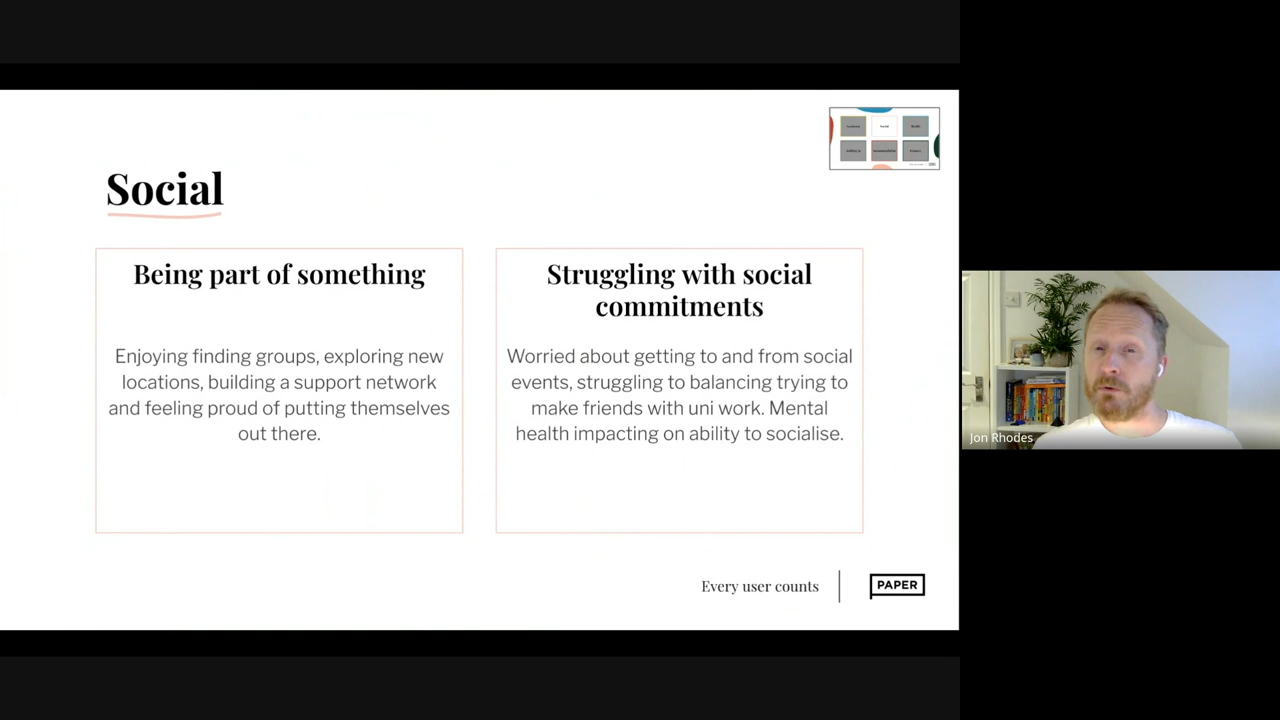 Social
Being part of something
Enjoying finding groups, exploring new
locations, building a support network
and feeling proud of putting themselves
out there.
Struggling with social
commitments
Worried about getting to and from social
events, struggling to balancing trying to
make friends with uni work. Mental
health impacting on ability to socialise.
Every user counts
PAPER
Jon Rhodes